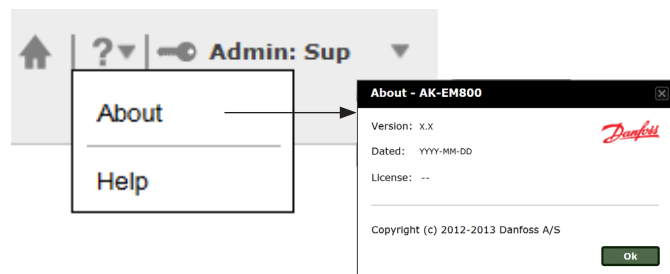 ? Admin: Sup
About
Help
About - AK-EM800
Version: X.X
Danfoss
Dated: YYYY-MM-DD
License: --
Copyright (c) 2012-2013 Danfoss A/S
Ok